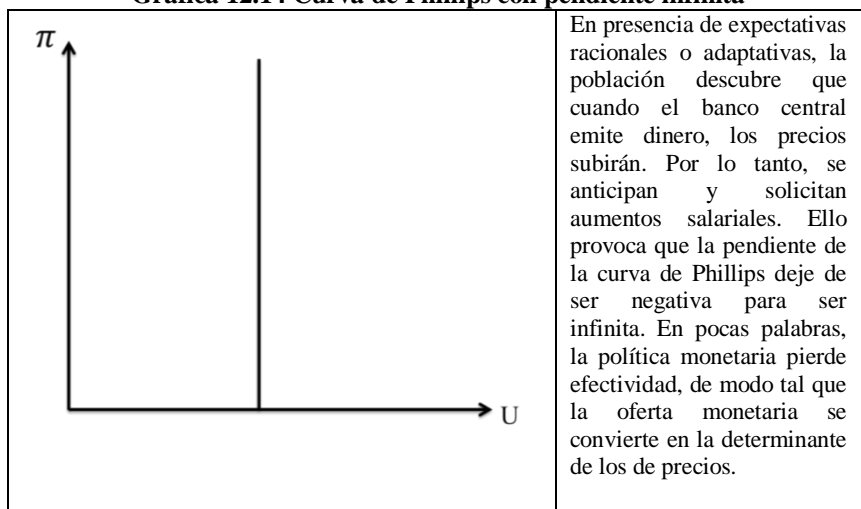 Gráfica 12.14 Curva de Phillips con pendiente infinita
π
U
En presencia de expectativas
racionales o adaptativas, la
población descubre que
cuando el banco central
emite dinero, los precios
subirán. Por lo tanto, se
anticipan y solicitan
aumentos salariales. Ello
provoca que la pendiente de
la curva de Phillips deje de
ser negativa para ser
infinita. En pocas palabras,
la política monetaria pierde
efectividad, de modo tal que
la oferta monetaria se
convierte en la determinante
de los de precios.